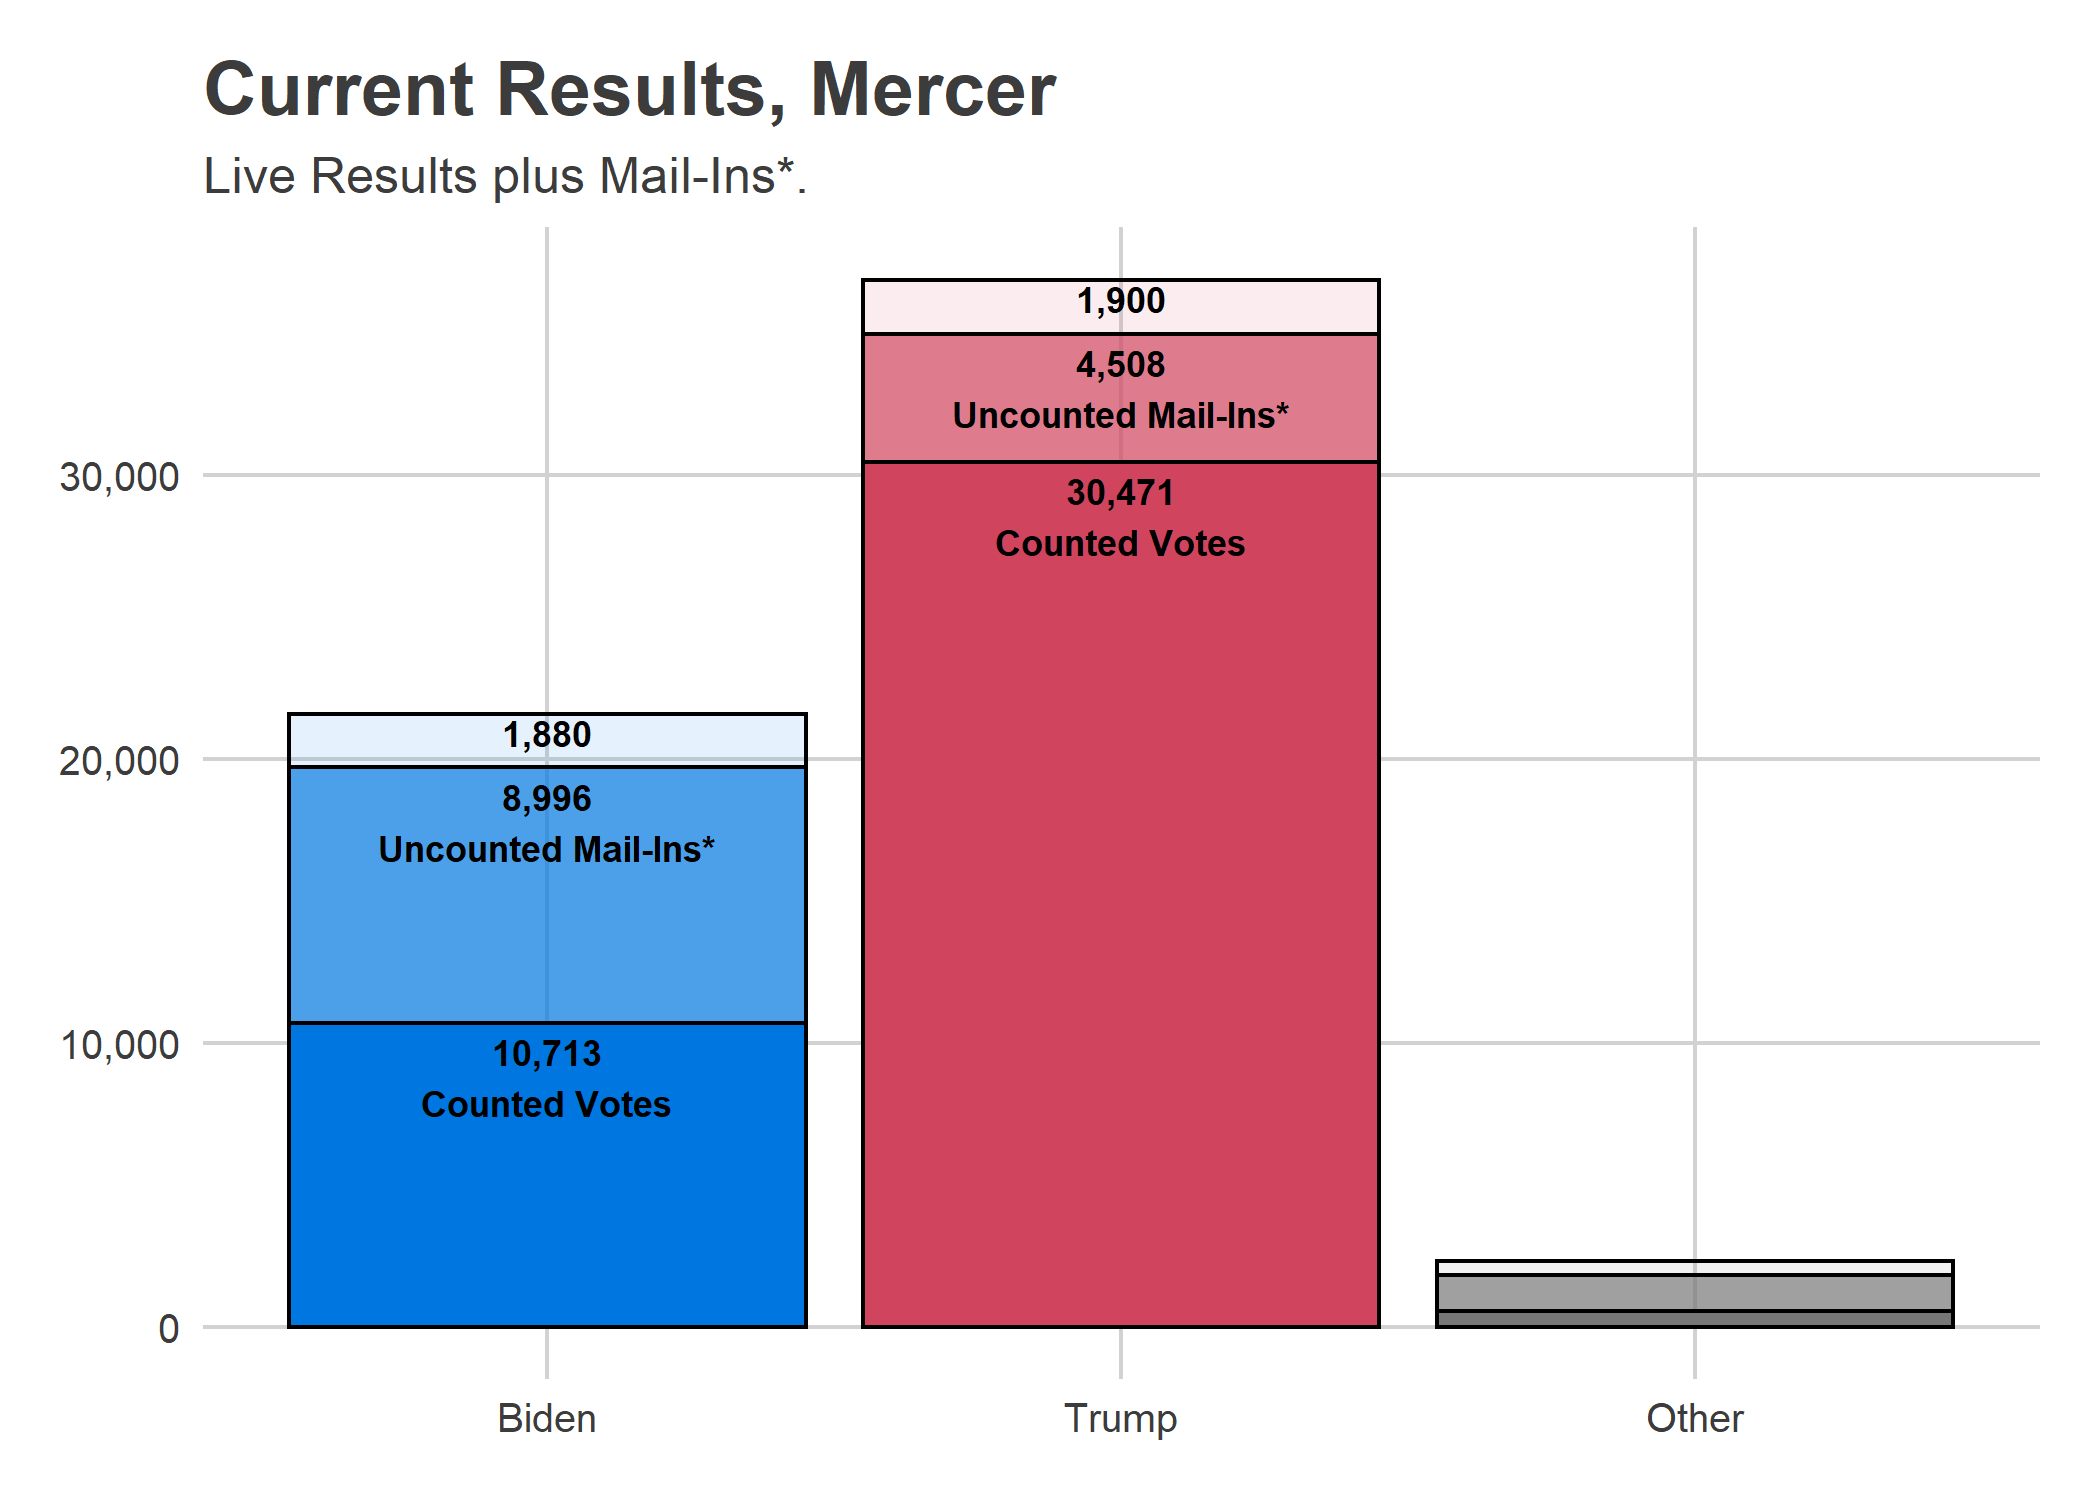 Current Results, Mercer
Live Results plus Mail-Ins*.
1,900
4,508
Uncounted Mail-Ins*
30,000
30,471
Counted Votes
1,880
20,000
8,996
Uncounted Mail-Ins*
10,000
10,713
Counted Votes
0
Biden
Trump
Other